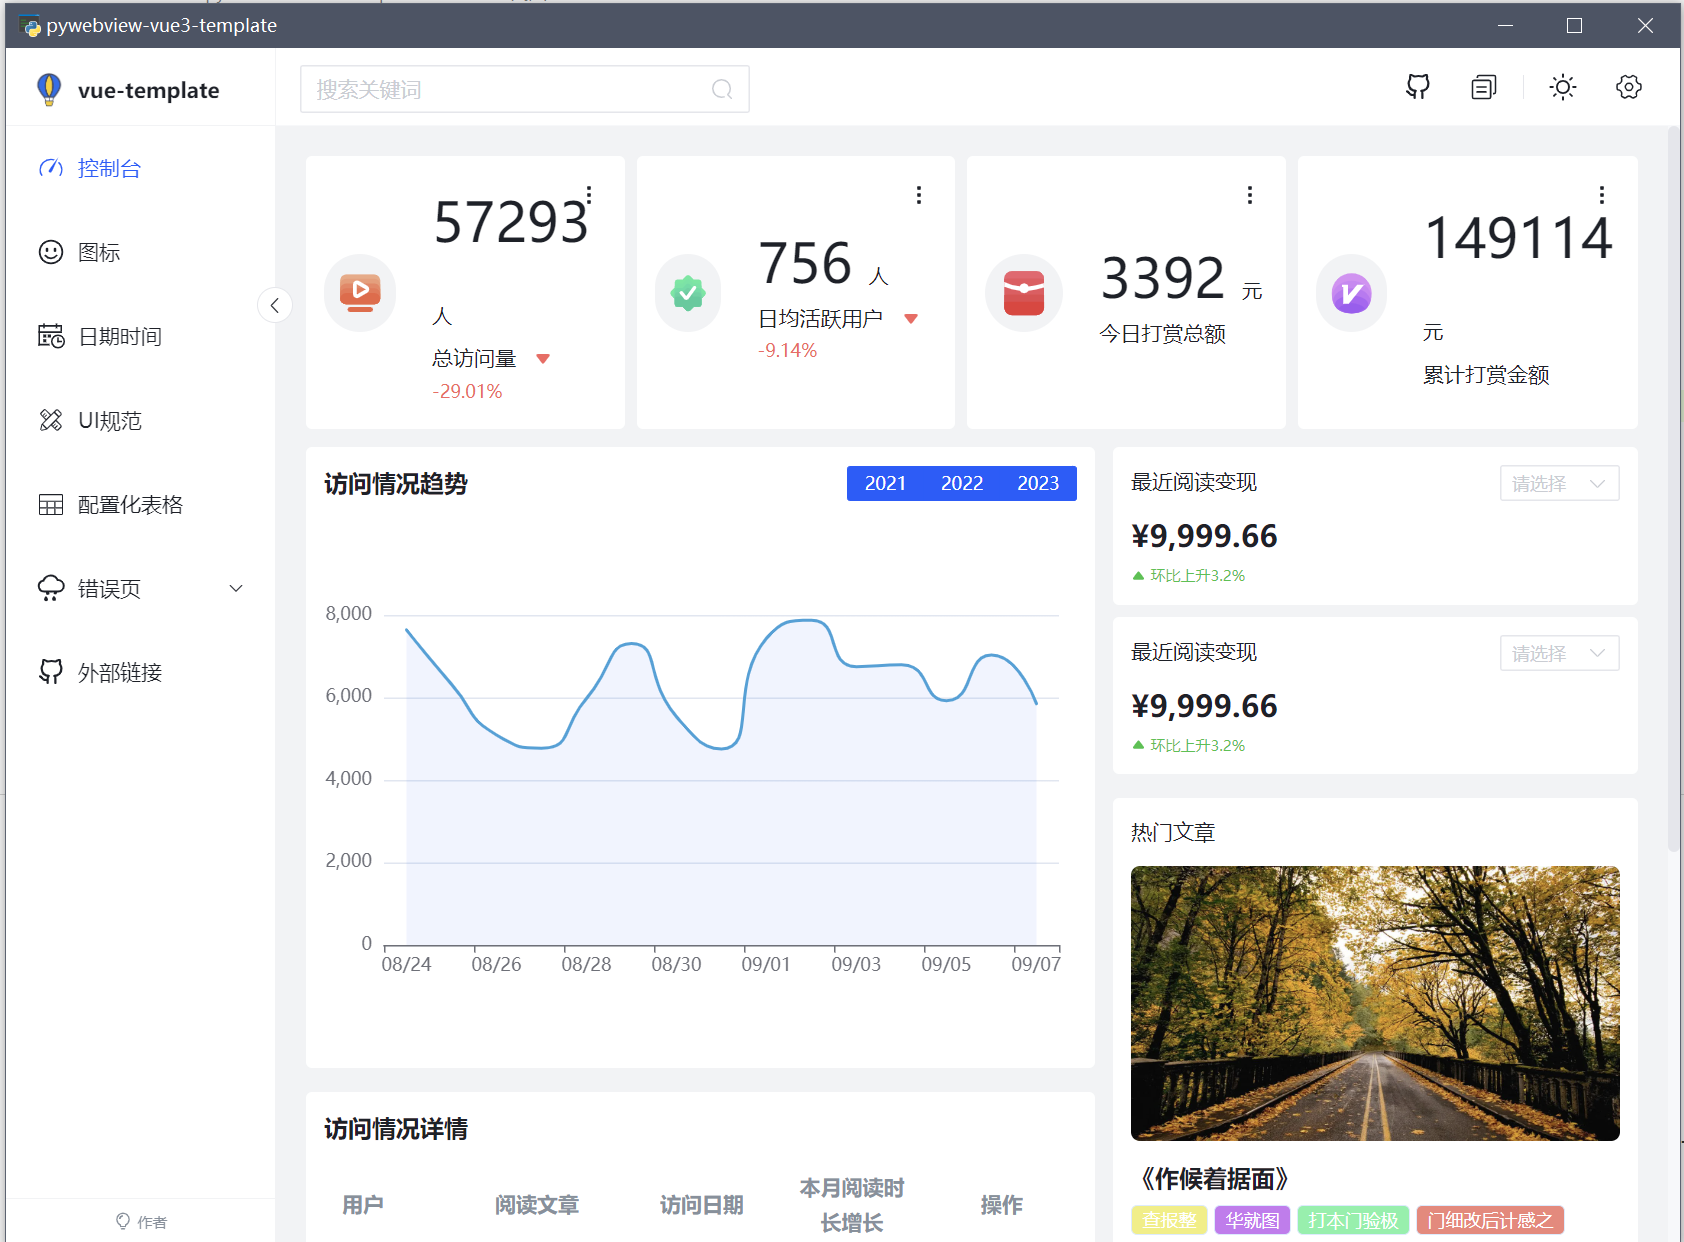 pywebview-vue3-template
vue-template
搜索关键词
控制台
图标
日期时间
UI规范
配置化表格
错误页
外部链接
作者
57293
人
总访问量
-29.01%
756 人
日均活跃用户
-9.14%
3392 元
今日打赏总额
149114
元
累计打赏金额
访问情况趋势
2021 2022 2023
8,000
6,000
4,000
2,000
0
08/24 08/26 08/28 08/30 09/01 09/03 09/05 09/07
最近阅读变现
请选择
¥9,999.66
环比上升3.2%
最近阅读变现
请选择
¥9,999.66
环比上升3.2%
热门文章
《作候着据面》
查报整 华就图 打本门验极 门细改后计感之
访问情况详情
用户 阅读文章 访问日期 本月阅读时
长增长 操作